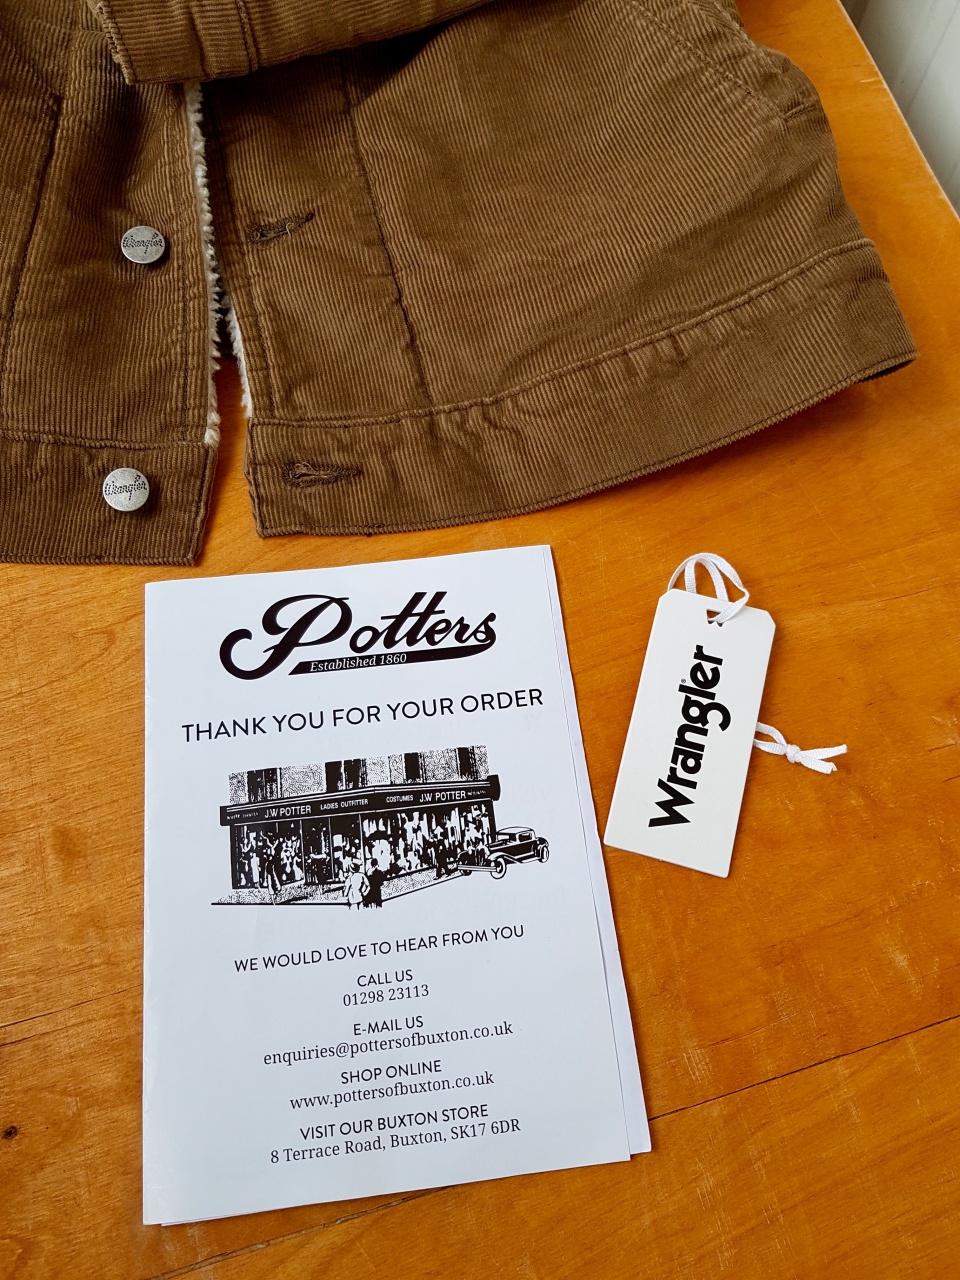 Wrangler
Wrangler
Potters
Established 1860
THANK YOU FOR YOUR ORDER
J.W POTTER LADIES OUTFITTER COSTUMES J.W POTTER
WE WOULD LOVE TO HEAR FROM YOU
CALL US
01298 23113
E-MAIL US
enquiries@pottersofbuxton.co.uk
SHOP ONLINE
www.pottersofbuxton.co.uk
VISIT OUR BUXTON STORE
8 Terrace Road, Buxton, SK17 6DR
Wrangler®